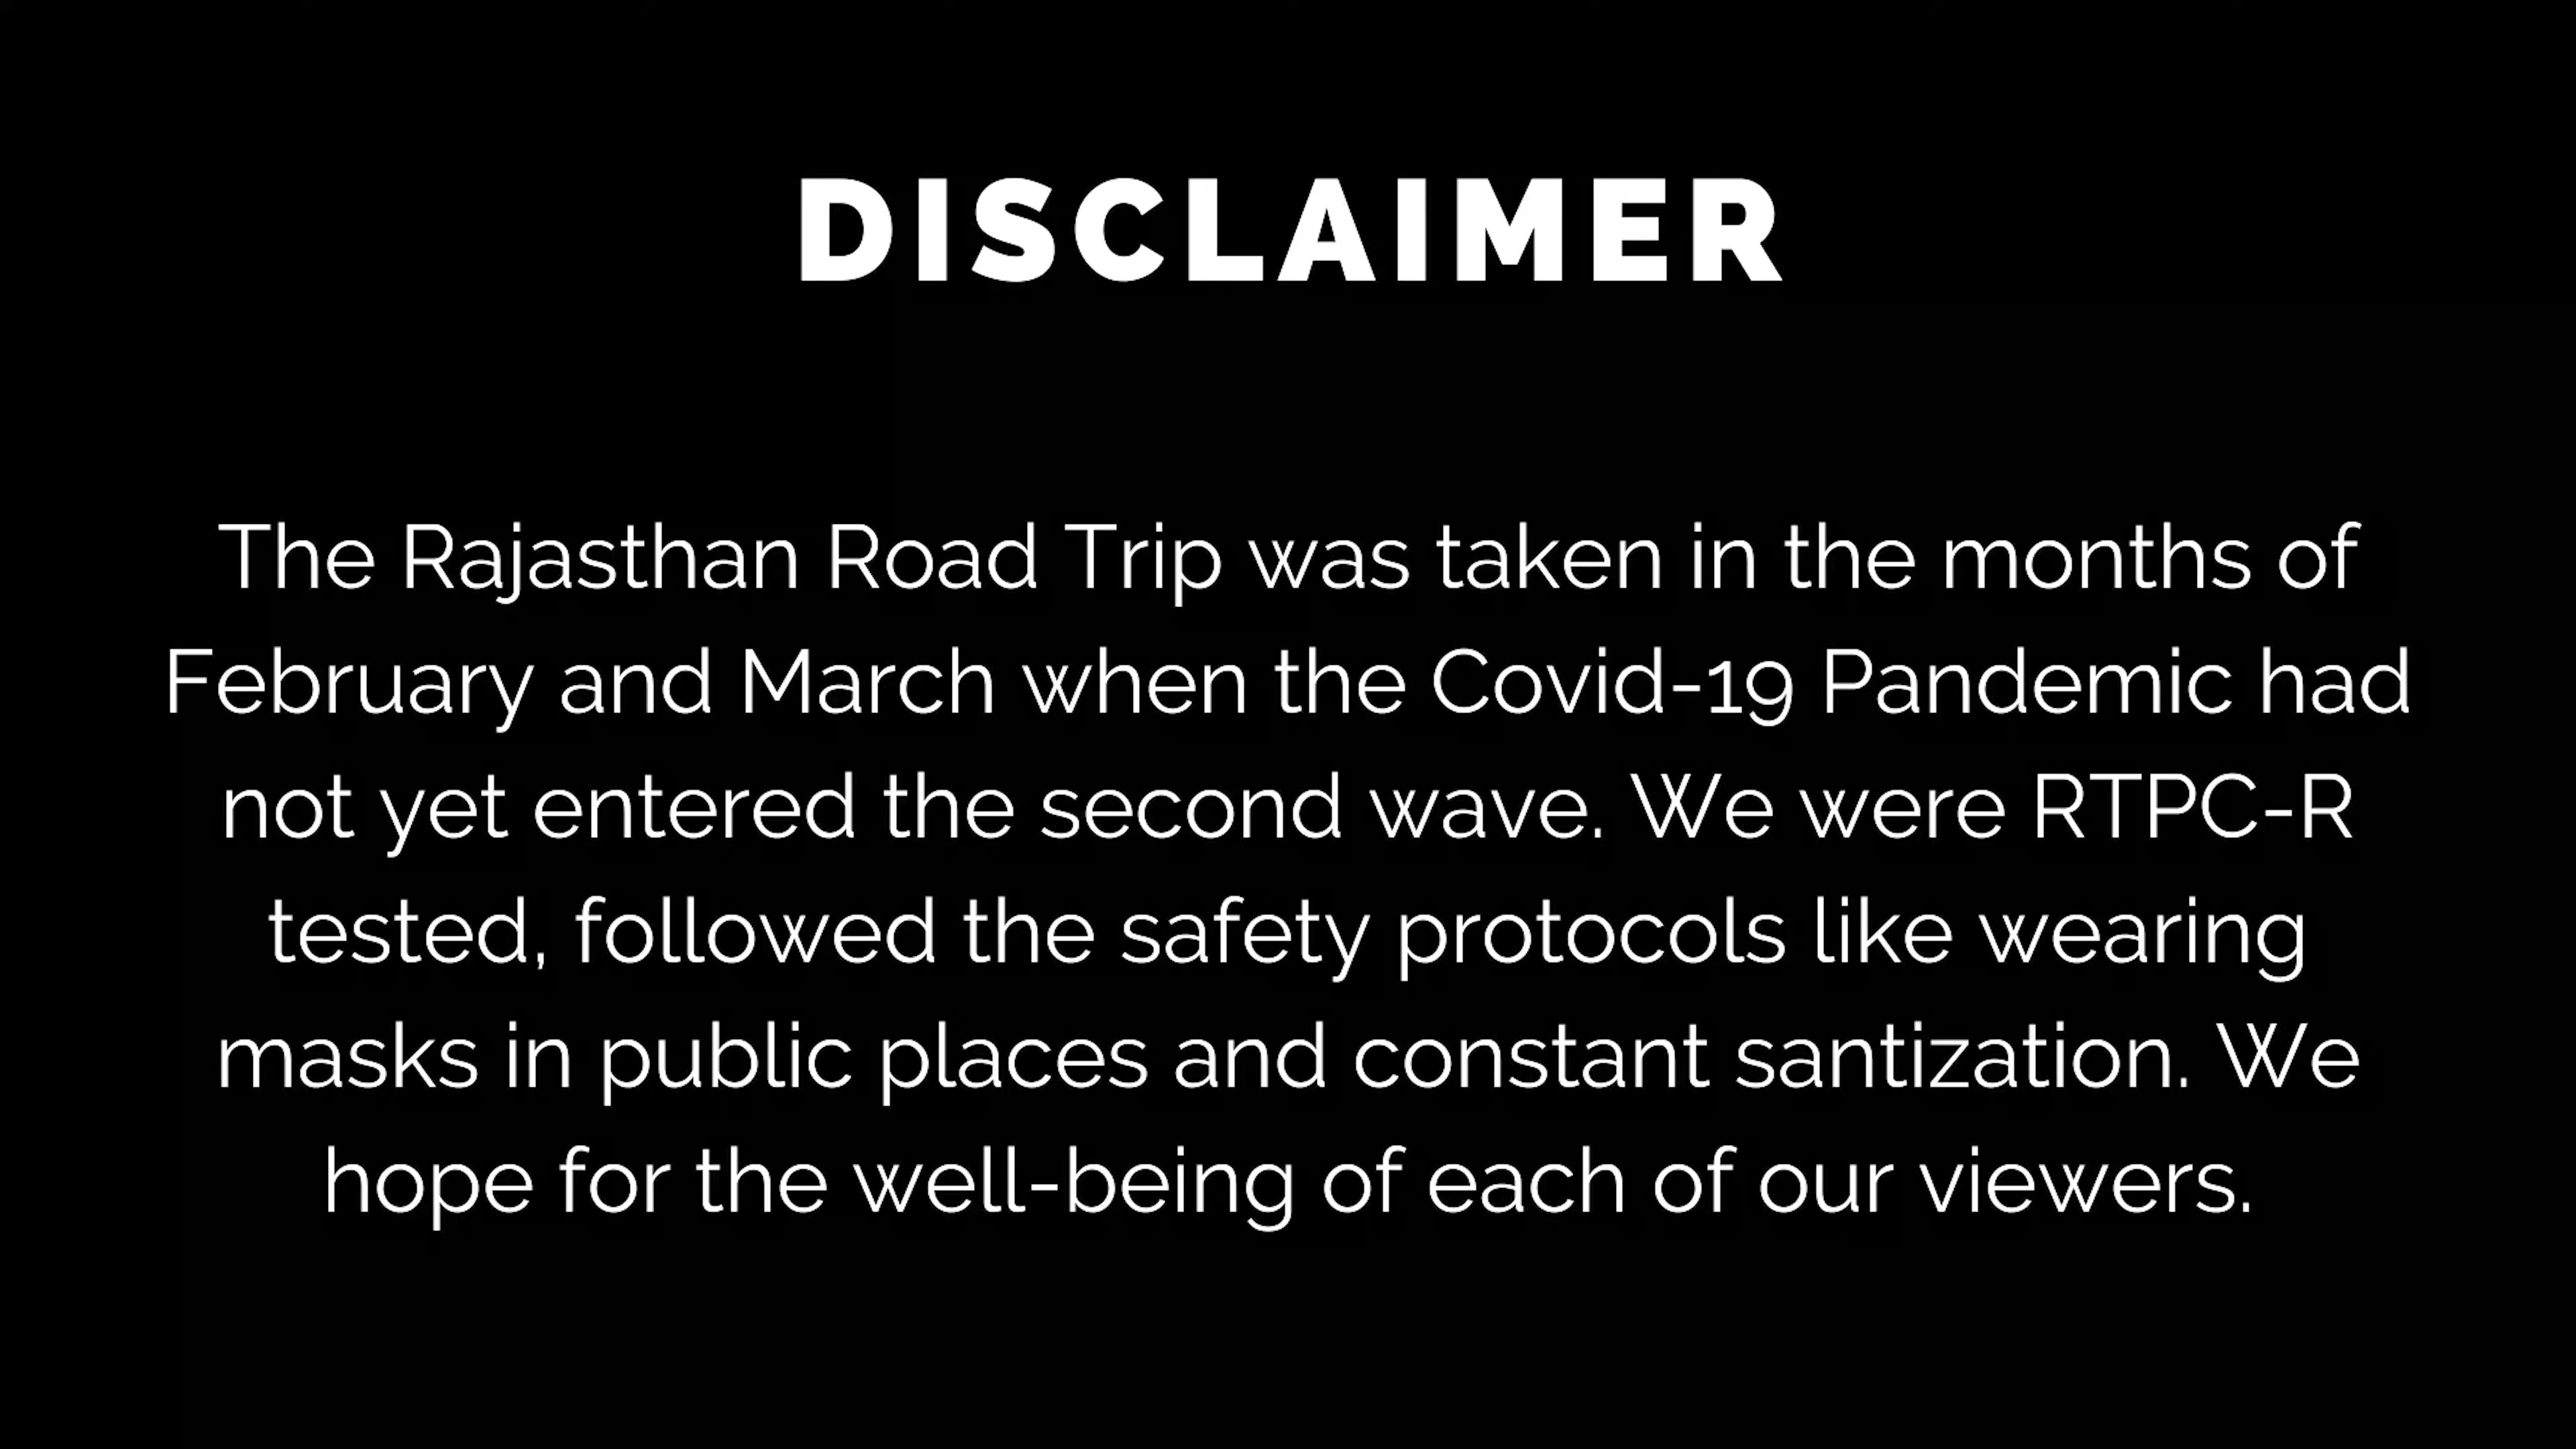 DISCLAIMER
The Rajasthan Road Trip was taken in the months of
February and March when the Covid-19 Pandemic had
not yet entered the second wave. We were RTPC-R
tested, followed the safety protocols like wearing
masks in public places and constant santization. We
hope for the well-being of each of our viewers.